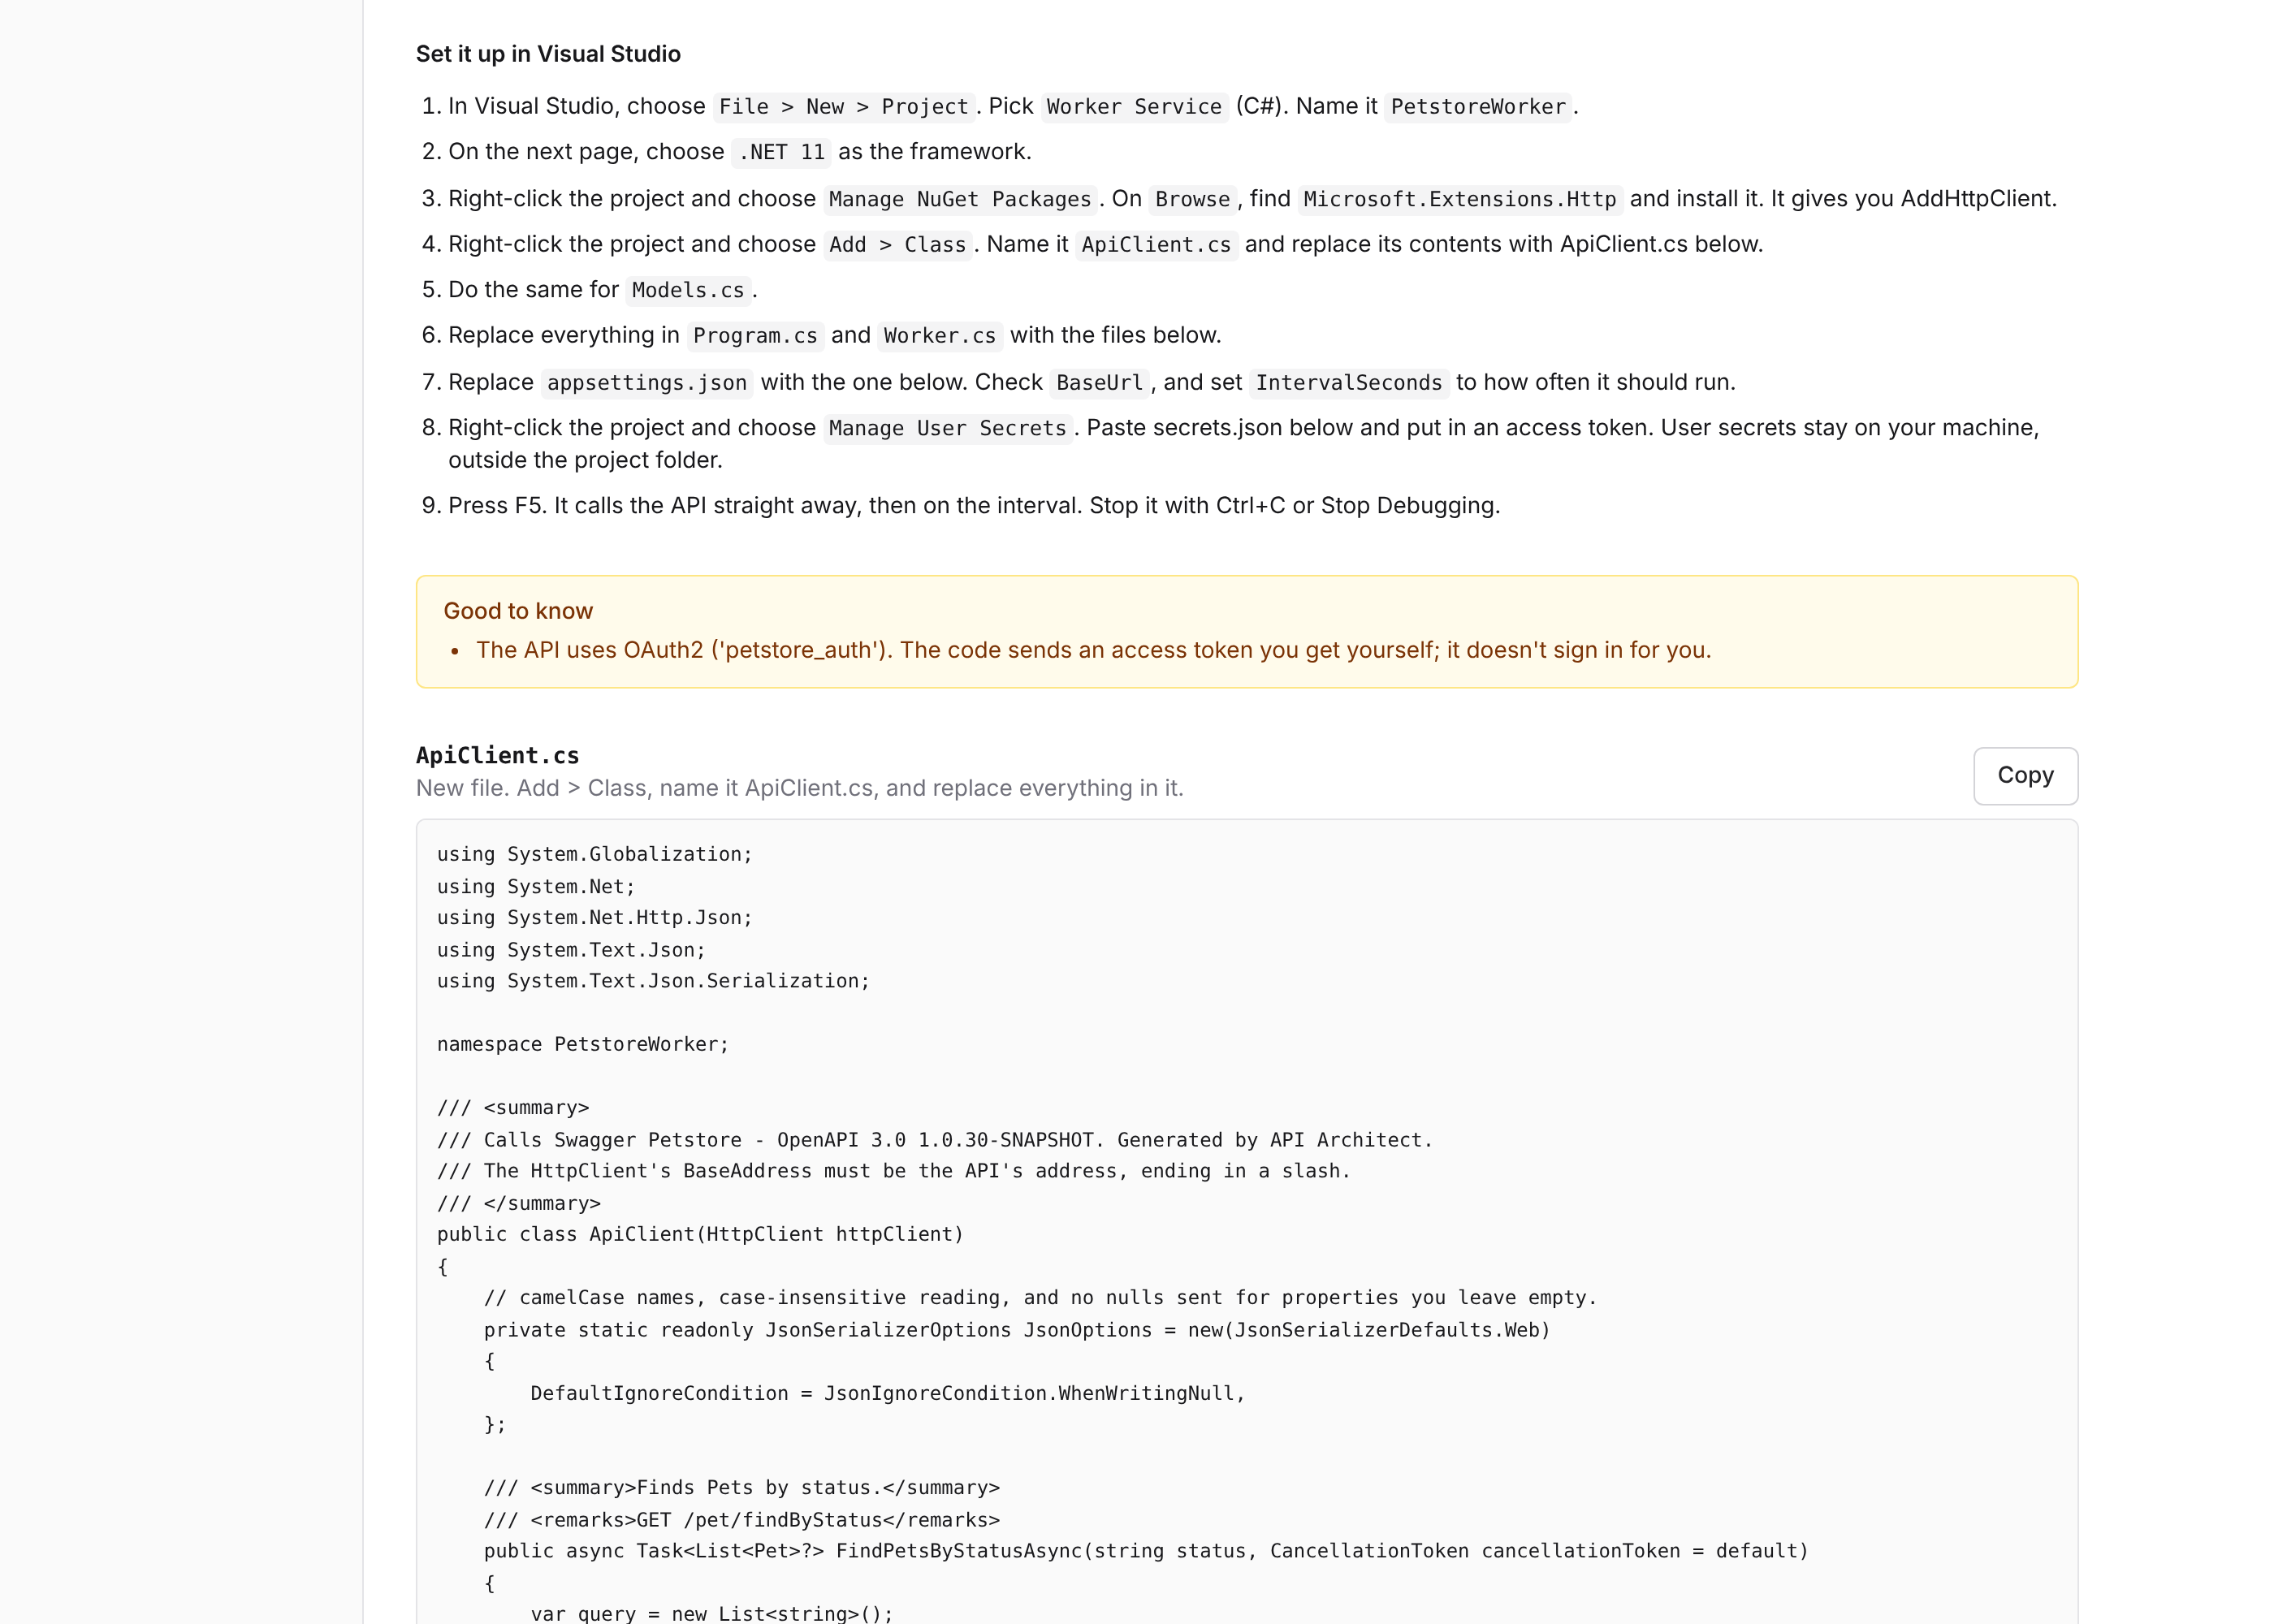 Set it up in Visual Studio
1. In Visual Studio, choose File > New > Project. Pick Worker Service (C#). Name it PetstoreWorker.
2. On the next page, choose .NET 11 as the framework.
3. Right-click the project and choose Manage NuGet Packages. On Browse, find Microsoft.Extensions.Http and install it. It gives you AddHttpClient.
4. Right-click the project and choose Add > Class. Name it ApiClient.cs and replace its contents with ApiClient.cs below.
5. Do the same for Models.cs.
6. Replace everything in Program.cs and Worker.cs with the files below.
7. Replace appsettings.json with the one below. Check BaseUrl, and set IntervalSeconds to how often it should run.
8. Right-click the project and choose Manage User Secrets. Paste secrets.json below and put in an access token. User secrets stay on your machine,
outside the project folder.
9. Press F5. It calls the API straight away, then on the interval. Stop it with Ctrl+C or Stop Debugging.
Good to know
• The API uses OAuth2 ('petstore_auth'). The code sends an access token you get yourself; it doesn't sign in for you.
ApiClient.cs
New file. Add > Class, name it ApiClient.cs, and replace everything in it.
Copy
using System.Globalization;
using System.Net;
using System.Net.Http.Json;
using System.Text.Json;
using System.Text.Json.Serialization;

namespace PetstoreWorker;

/// <summary>
/// Calls Swagger Petstore - OpenAPI 3.0 1.0.30-SNAPSHOT. Generated by API Architect.
/// The HttpClient's BaseAddress must be the API's address, ending in a slash.
/// </summary>
public class ApiClient(HttpClient httpClient)
{
    // camelCase names, case-insensitive reading, and no nulls sent for properties you leave empty.
    private static readonly JsonSerializerOptions JsonOptions = new(JsonSerializerDefaults.Web)
    {
        DefaultIgnoreCondition = JsonIgnoreCondition.WhenWritingNull,
    };

    /// <summary>Finds Pets by status.</summary>
    /// <remarks>GET /pet/findByStatus</remarks>
    public async Task<List<Pet>?> FindPetsByStatusAsync(string status, CancellationToken cancellationToken = default)
    {
        var query = new List<string>();